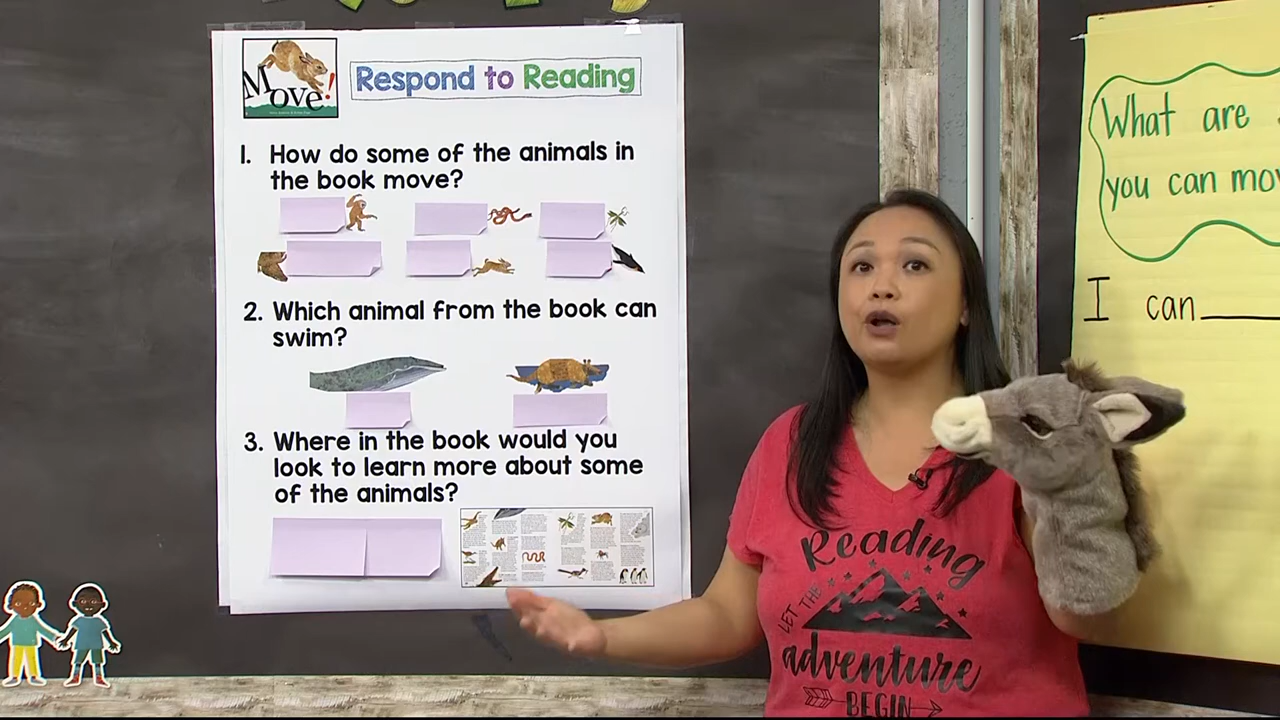 Move!
Respond to Reading
1. How do some of the animals in
the book move?
2. Which animal from the book can
swim?
3. Where in the book would you
look to learn more about some
of the animals?
What are
you can mo
I can
Reading
LET THE
adventure
BEGIN